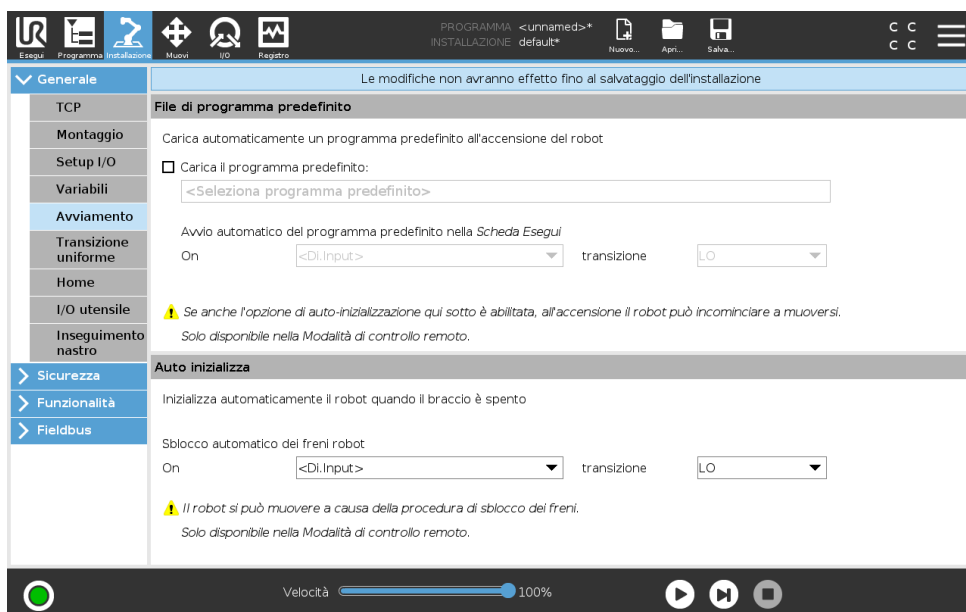 UR
PROGRAMMA <unnamed>*
INSTALLAZIONE default*
Esegui Programma Installazione Muovi I/O Registro Nuovo... Apri... Salva...
C C
C C
Generale
TCP
Montaggio
Setup I/O
Variabili
Avviamento
Transizione
uniforme
Home
I/O utensile
Inseguimento
nastro
Sicurezza
Funzionalità
Fieldbus
Le modifiche non avranno effetto fino al salvataggio dell'installazione
File di programma predefinito
Carica automaticamente un programma predefinito all'accensione del robot
Carica il programma predefinito:
<Seleziona programma predefinito>
Avvio automatico del programma predefinito nella Scheda Esegui
On <Di.Input> transizione LO
Se anche l'opzione di auto-inizializzazione qui sotto è abilitata, all'accensione il robot può incominciare a muoversi.
Solo disponibile nella Modalità di controllo remoto.
Auto inizializza
Inizializza automaticamente il robot quando il braccio è spento
Sblocco automatico dei freni robot
On <Di.Input> transizione LO
Il robot si può muovere a causa della procedura di sblocco dei freni.
Solo disponibile nella Modalità di controllo remoto.
Velocità 100%